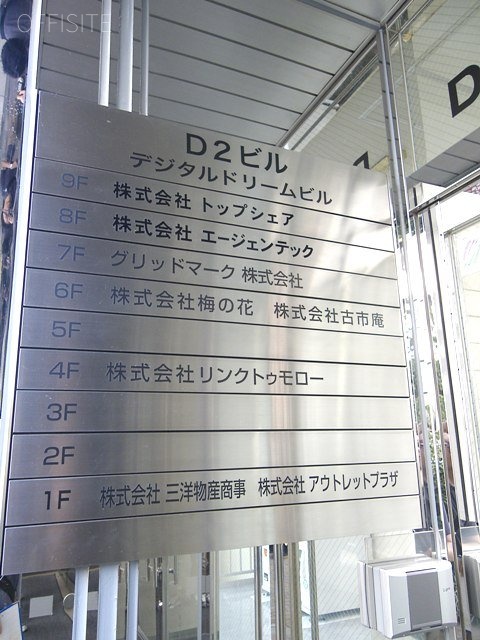 OFFISITE
D
D2ビル
デジタルドリームビル
9F 株式会社 トップシェア
8F 株式会社 エージェンテック
7F グリッドマーク 株式会社
6F 株式会社梅の花 株式会社古市庵
5F
4F 株式会社リンクトゥモロー
3F
2F
1F 株式会社 三洋物産商事 株式会社 アウトレットプラザ